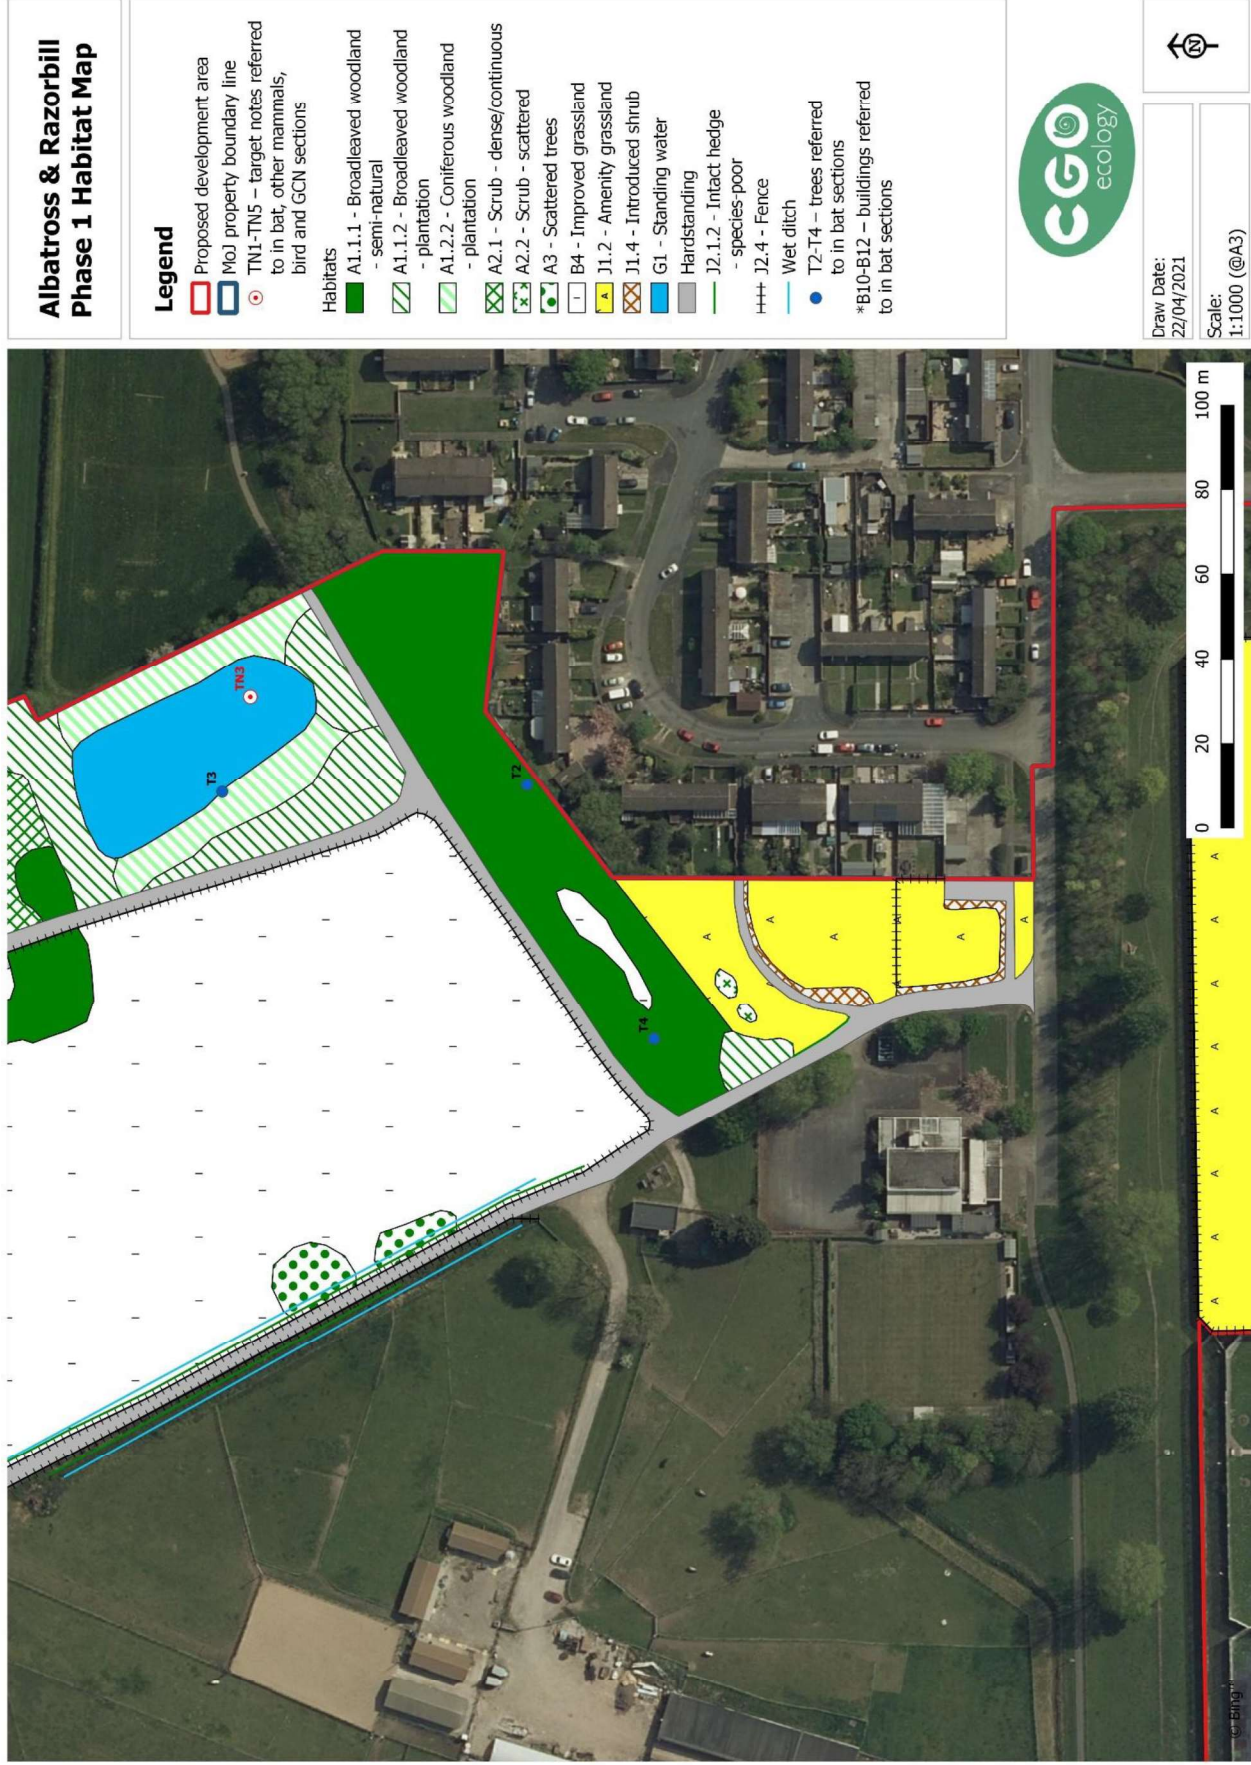 Albatross & Razorbill
Phase 1 Habitat Map
Legend
Proposed development area
MoJ property boundary line
TN1-TN5 – target notes referred
to in bat, other mammals,
bird and GCN sections
Habitats
A1.1.1 - Broadleaved woodland
- semi-natural
A1.1.2 - Broadleaved woodland
- plantation
A1.2.2 - Coniferous woodland
- plantation
A2.1 - Scrub - dense/continuous
A2.2 - Scrub - scattered
A3 - Scattered trees
B4 - Improved grassland
J1.2 - Amenity grassland
J1.4 - Introduced shrub
G1 - Standing water
Hardstanding
J2.1.2 - Intact hedge
- species-poor
J2.4 - Fence
Wet ditch
T2-T4 – trees referred
to in bat sections
*B10-B12 – buildings referred
to in bat sections
CGO
ecology
N
Draw Date:
22/04/2021
Scale:
1:1000 (@A3)
TN3
T3
T2
T4
0 20 40 60 80 100 m
© Bing™